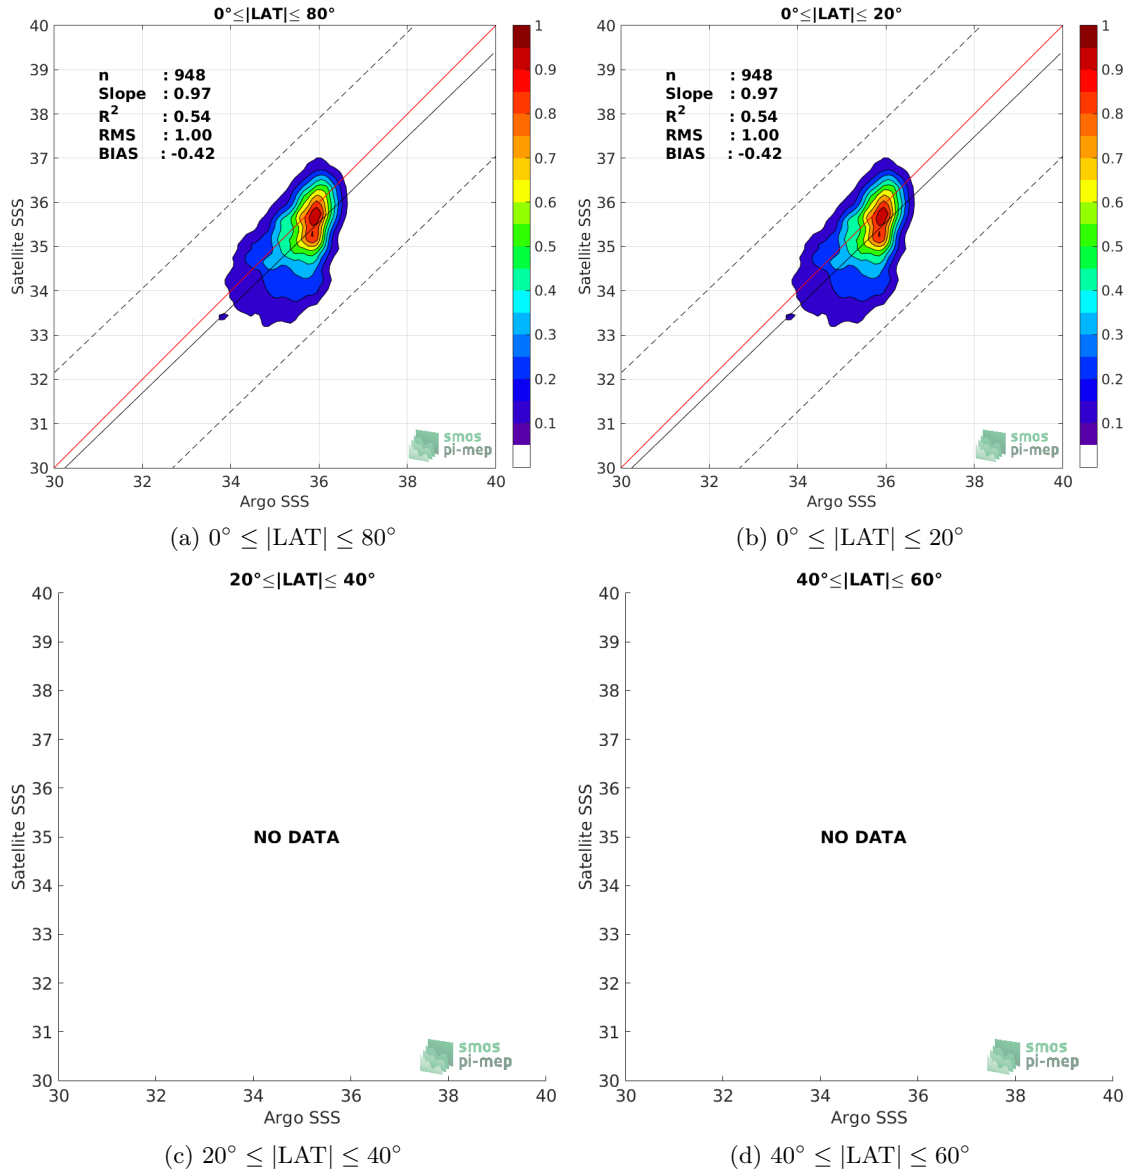 0°≤|LAT|≤ 80°
40
39
38
37
36
35
34
33
32
31
30
Satellite SSS
n : 948
Slope : 0.97
R² : 0.54
RMS : 1.00
BIAS : -0.42
smos
pi-mep
30 32 34 36 38 40
Argo SSS
1
0.9
0.8
0.7
0.6
0.5
0.4
0.3
0.2
0.1
(a) 0° ≤ |LAT| ≤ 80°
0°≤|LAT|≤ 20°
40
39
38
37
36
35
34
33
32
31
30
Satellite SSS
n : 948
Slope : 0.97
R² : 0.54
RMS : 1.00
BIAS : -0.42
smos
pi-mep
30 32 34 36 38 40
Argo SSS
1
0.9
0.8
0.7
0.6
0.5
0.4
0.3
0.2
0.1
(b) 0° ≤ |LAT| ≤ 20°
20°≤|LAT|≤ 40°
40
39
38
37
36
35
34
33
32
31
30
Satellite SSS
NO DATA
smos
pi-mep
30 32 34 36 38 40
Argo SSS
(c) 20° ≤ |LAT| ≤ 40°
40°≤|LAT|≤ 60°
40
39
38
37
36
35
34
33
32
31
30
Satellite SSS
NO DATA
smos
pi-mep
30 32 34 36 38 40
Argo SSS
(d) 40° ≤ |LAT| ≤ 60°